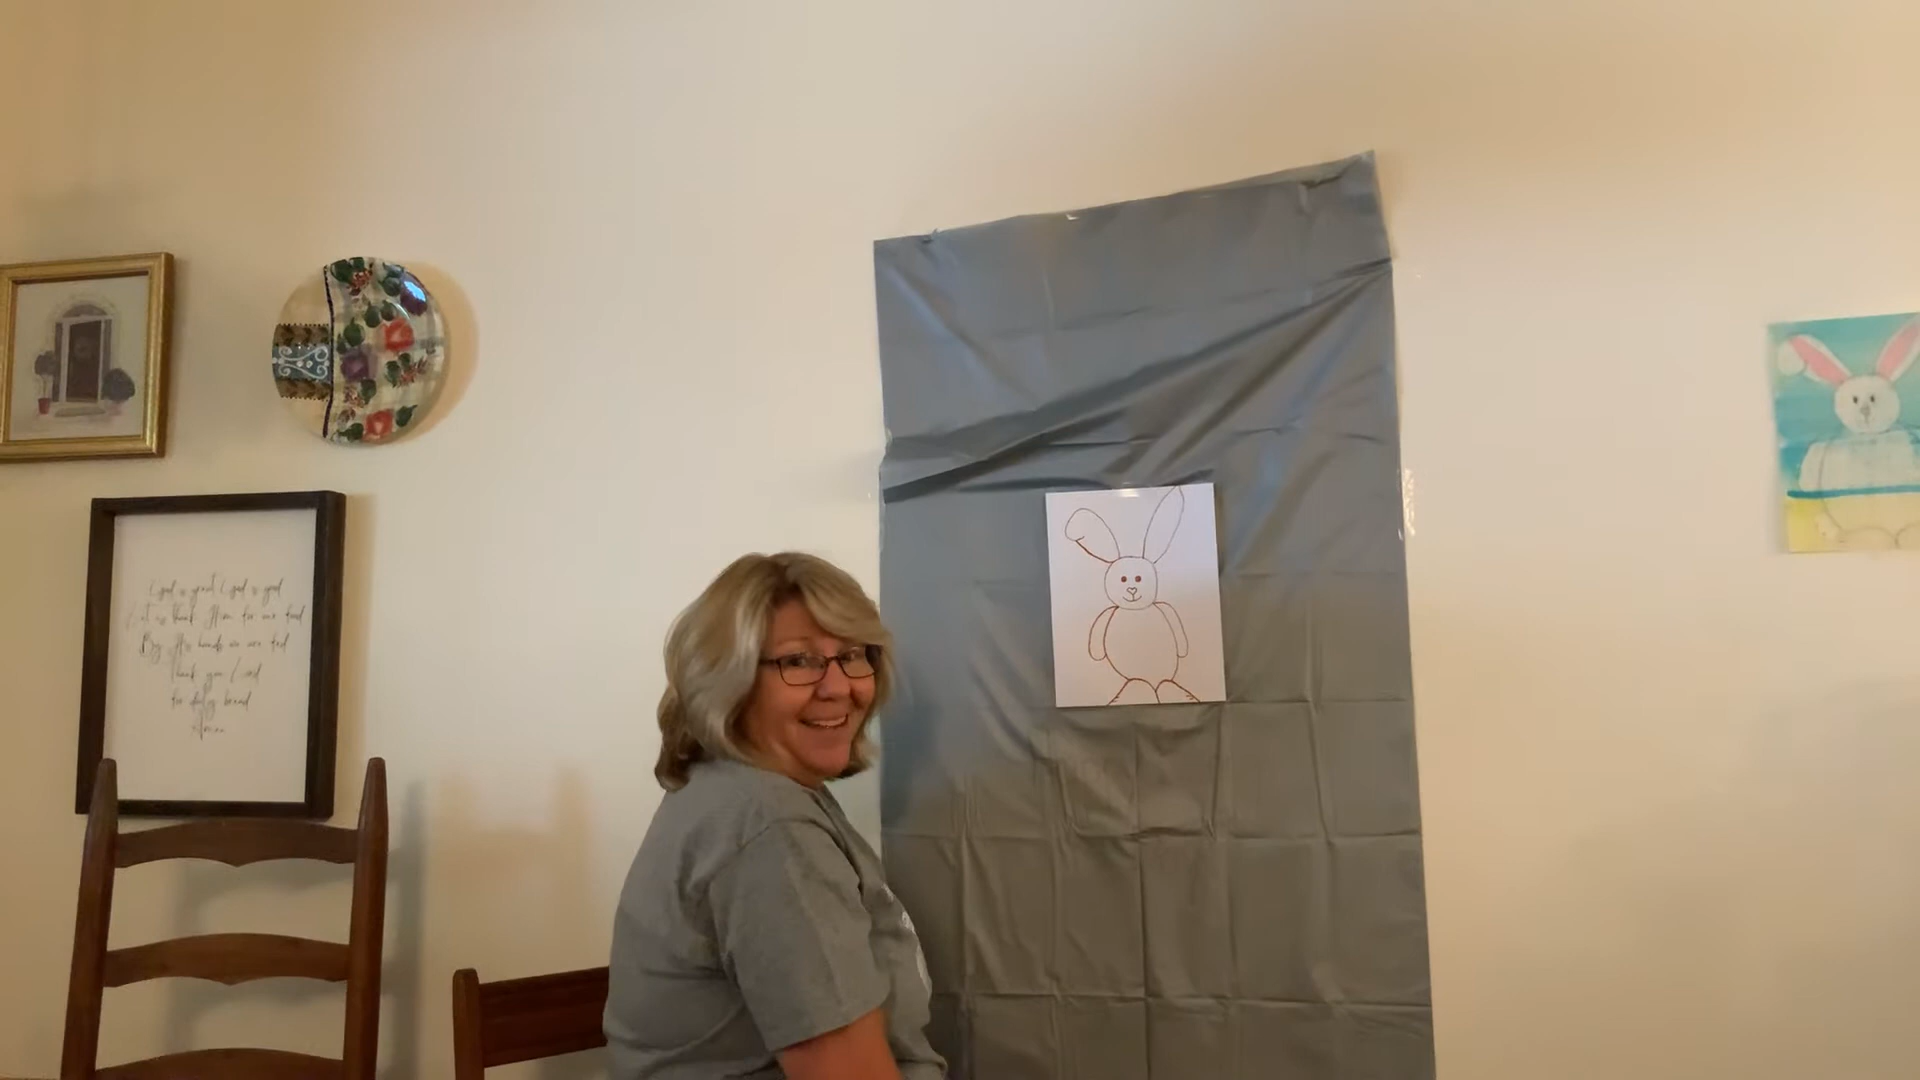 God is great God is good
Let us thank Him for our food
By His hands we are fed
Thank you Lord
for daily bread
Amen